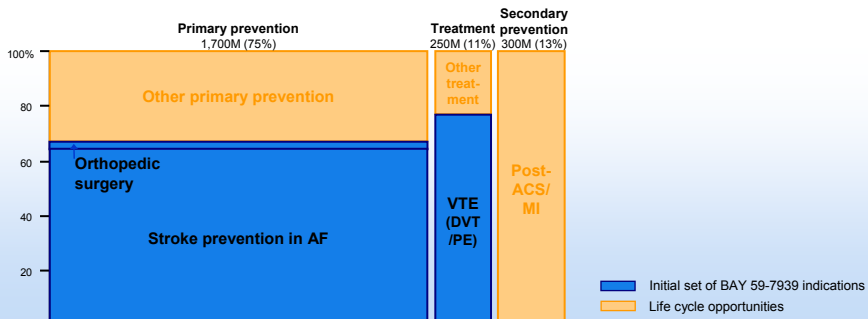 Primary prevention
1,700M (75%)
Treatment
250M (11%)
Secondary
prevention
300M (13%)
100%
80
60
40
20
Other primary prevention
Orthopedic
surgery
Stroke prevention in AF
Other
treat-
ment
VTE
(DVT
/PE)
Post-
ACS/
MI
Initial set of BAY 59-7939 indications
Life cycle opportunities